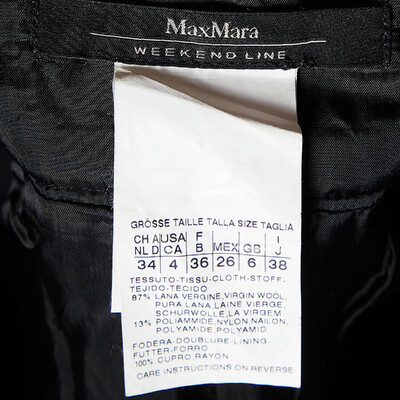 MaxMara
WEEKEND LINE
GRÖSSE TAILLE TALLA SIZE TAGLIA
CH A USA F I
NL D CA B MEX GB J
34 4 36 26 6 38
TESSUTO-TISSU-CLOTH-STOFF-
TEJIDO-TECIDO
87% LANA VERGINE,VIRGIN WOOL,
PURA LANA,LAINE VIERGE,
SCHURWOLLE,LA VIRGEM
13% POLIAMMIDE,NYLON NAILON,
POLYAMIDE,POLYAMID
FODERA-DOUBLURE-LINING-
FUTTER-FORRO
100% CUPRO,RAYON
CARE INSTRUCTIONS ON REVERSE